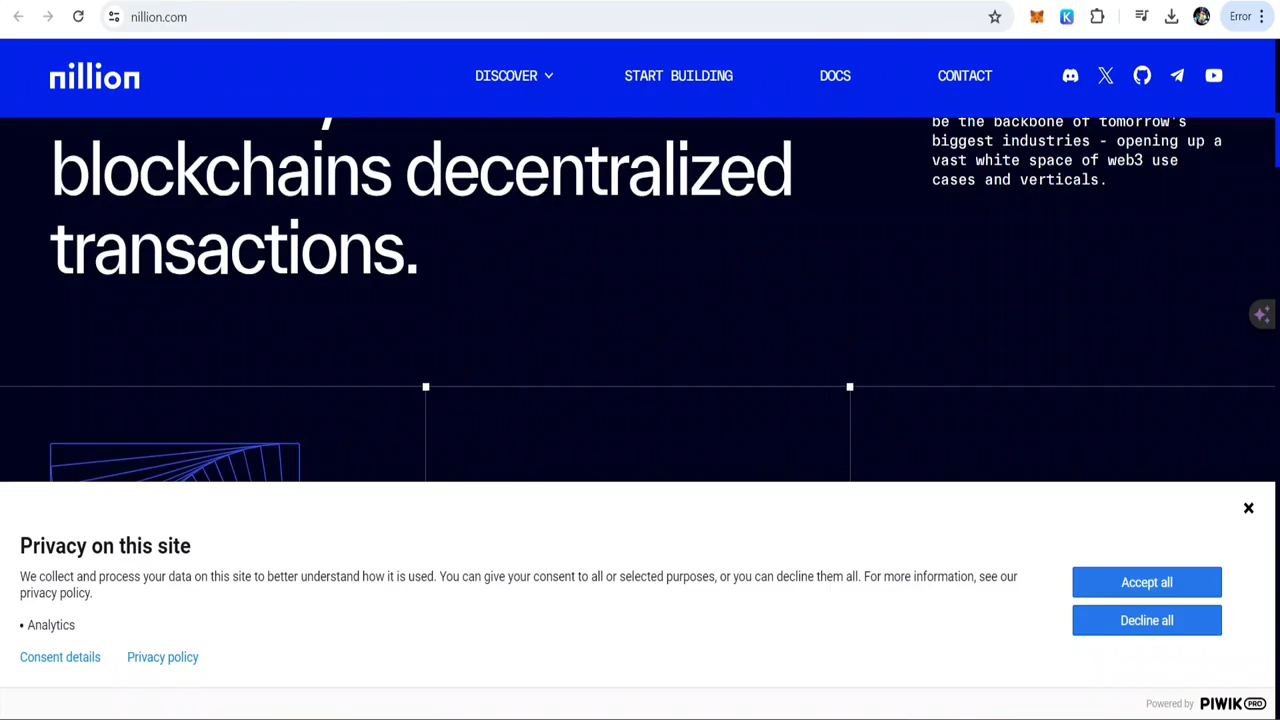 nillion.com
Error
nillion
DISCOVER
START BUILDING
DOCS
CONTACT
be the backbone of tomorrow's
biggest industries - opening up a
vast white space of web3 use
cases and verticals.
blockchains decentralized
transactions.
Privacy on this site
We collect and process your data on this site to better understand how it is used. You can give your consent to all or selected purposes, or you can decline them all. For more information, see our
privacy policy.
• Analytics
Consent details
Privacy policy
Accept all
Decline all
Powered by PIWIK PRO